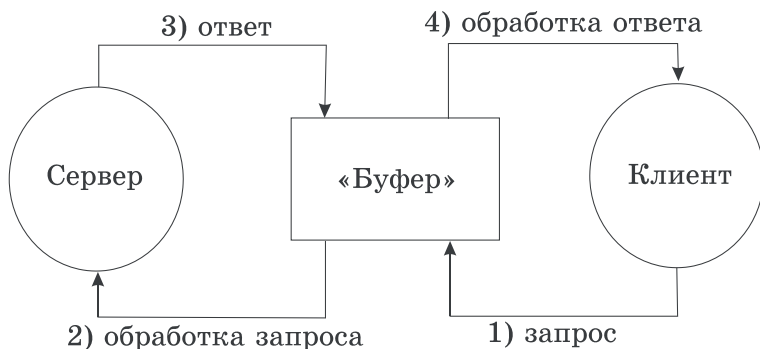 3) ответ
4) обработка ответа
Сервер
«Буфер»
Клиент
2) обработка запроса
1) запрос